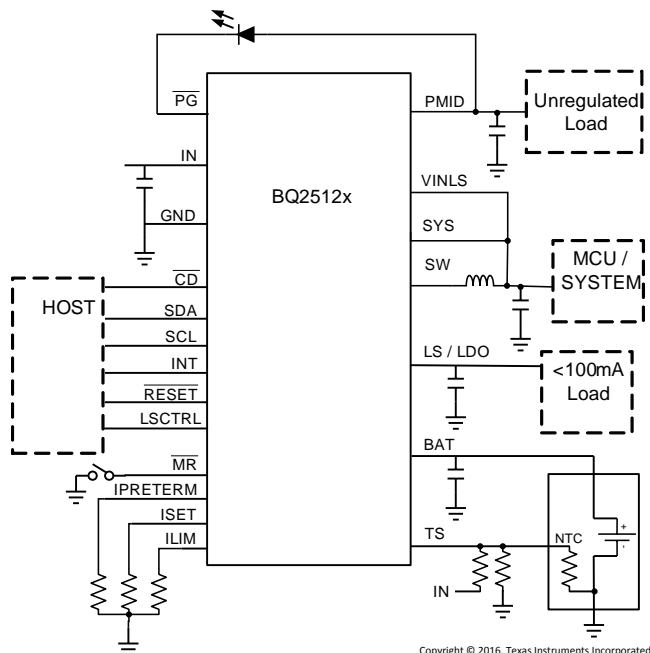 PG
PMID
Unregulated
Load
IN
BQ2512x
VINLS
GND
SYS
SW
MCU /
SYSTEM
HOST
CD
SDA
SCL
INT
RESET
LSCTRL
LS / LDO
<100mA
Load
MR
BAT
IPRETERM
ISET
ILIM
TS
NTC
+
-
IN
Copyright © 2016, Texas Instruments Incorporated